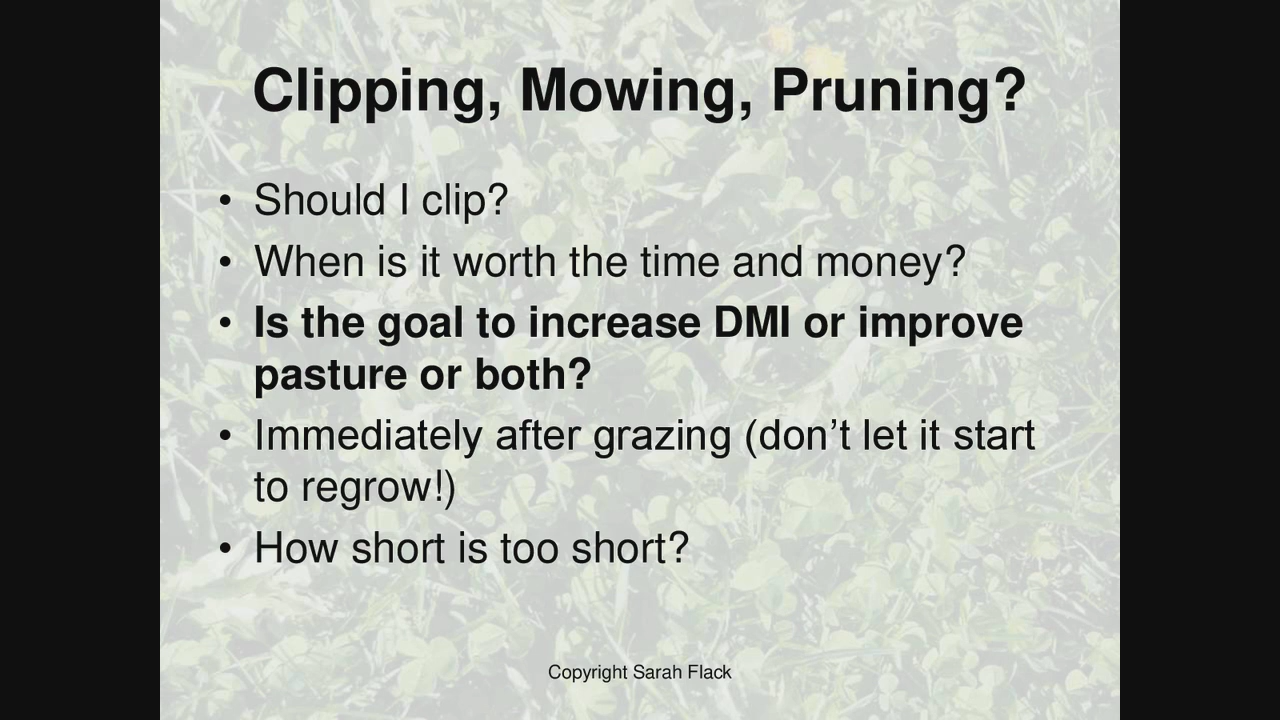 Clipping, Mowing, Pruning?
• Should I clip?
• When is it worth the time and money?
• Is the goal to increase DMI or improve
pasture or both?
• Immediately after grazing (don’t let it start
to regrow!)
• How short is too short?
Copyright Sarah Flack